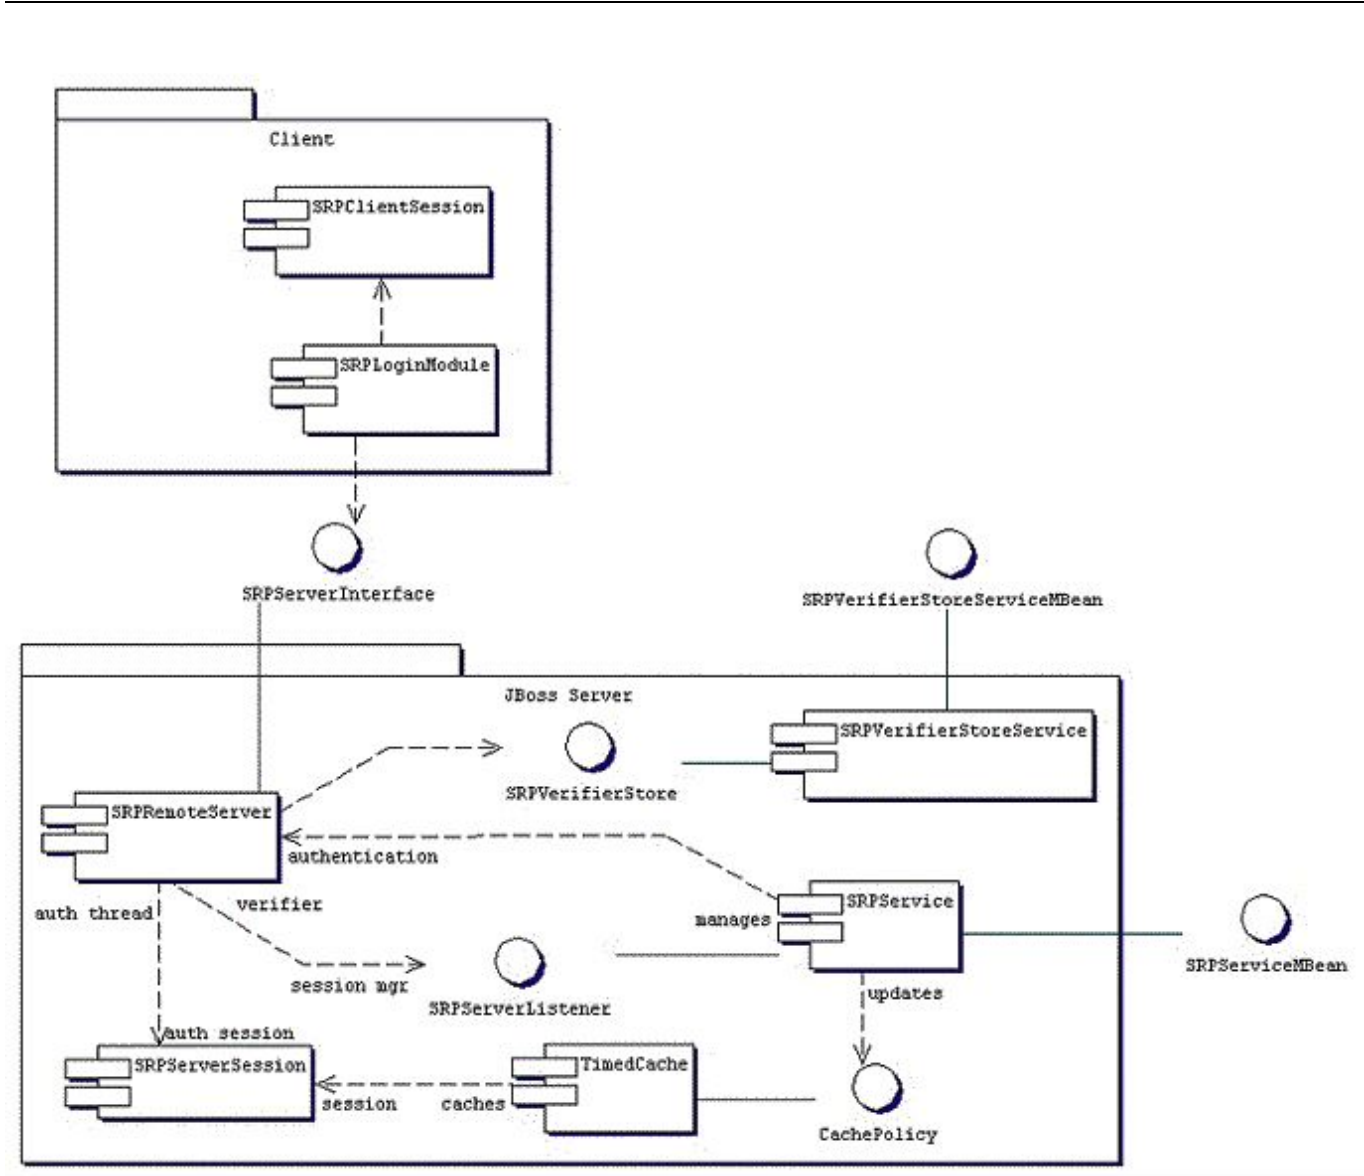 Client
SRPClientSession
SRPLoginModule
SRPServerInterface
SRPVerifierStoreServiceMBean
JBoss Server
SRPVerifierStoreService
SRPVerifierStore
SRPRemoteServer
authentication
verifier
auth thread
manages
SRPService
SRPServiceMBean
session mgr
SRPServerListener
updates
auth session
SRPServerSession
TimedCache
session
caches
CachePolicy